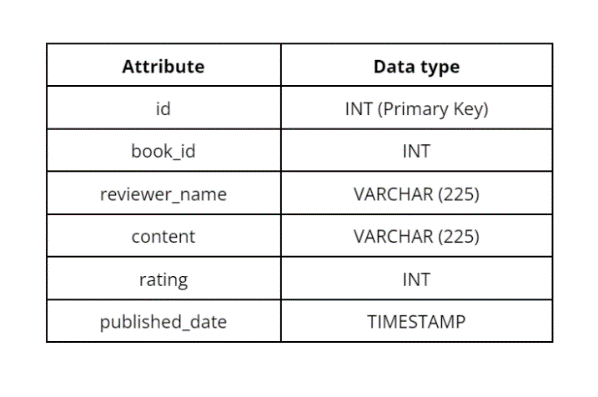 Attribute Data type
id INT (Primary Key)
book_id INT
reviewer_name VARCHAR (225)
content VARCHAR (225)
rating INT
published_date TIMESTAMP